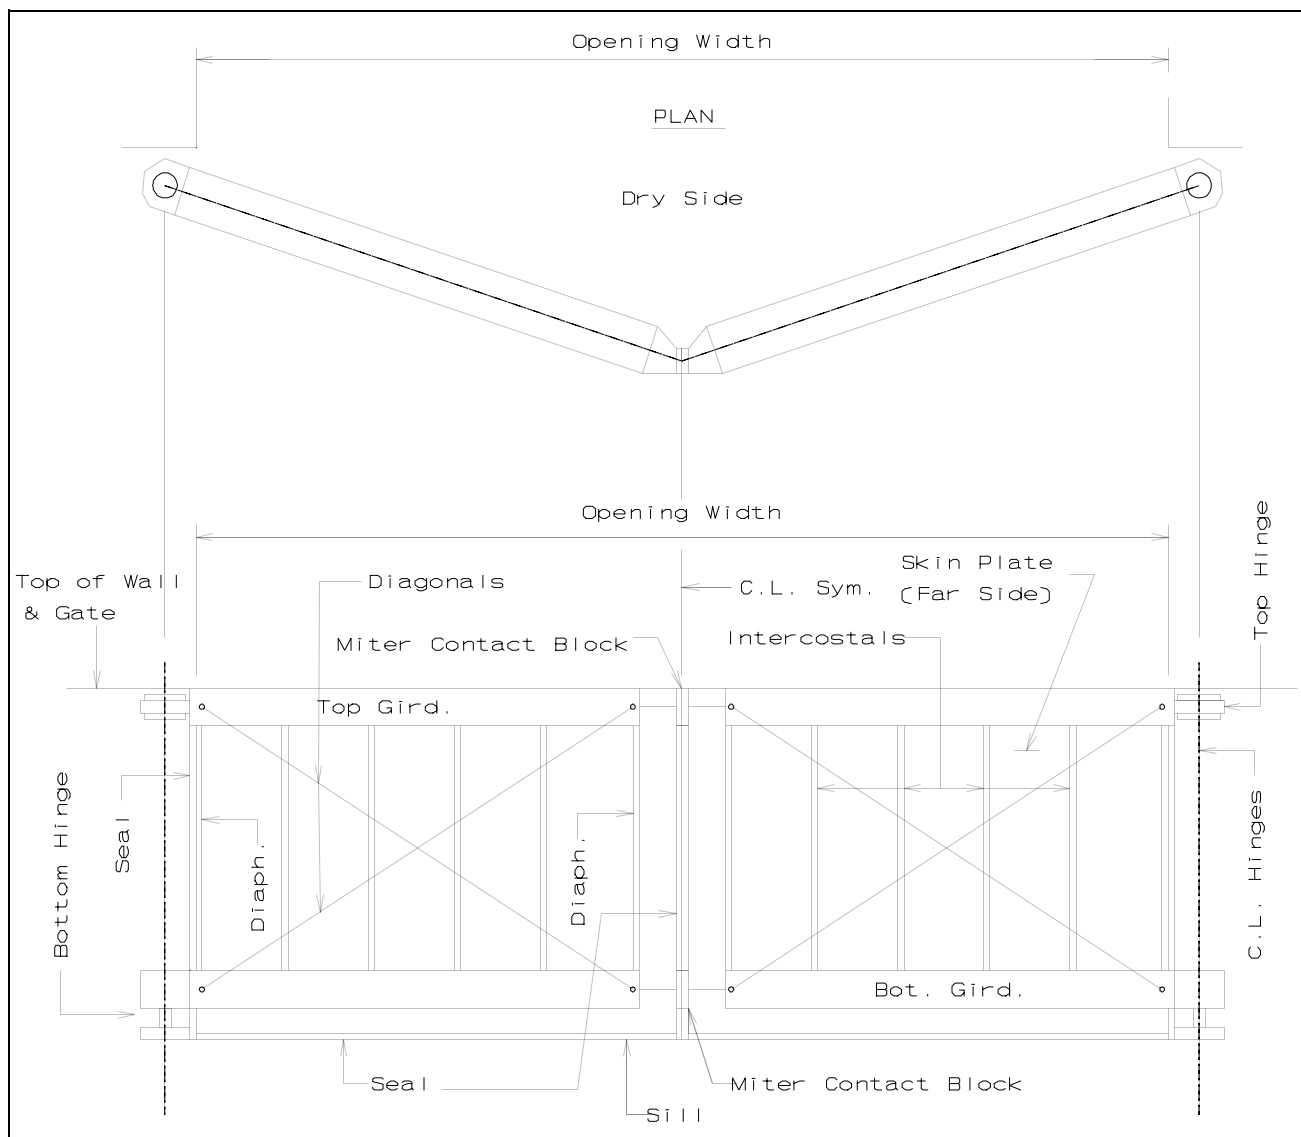 Opening Width
PLAN
Dry Side
Opening Width
Top Hinge
Skin Plate
(Far Side)
Diagonals
C.L. Sym.
Top of Wall
& Gate
Intercostals
Miter Contact Block
Top Gird.
Seal
Bottom Hinge
Diaph.
Diaph.
C.L. Hinges
Bot. Gird.
Seal
Miter Contact Block
Sill